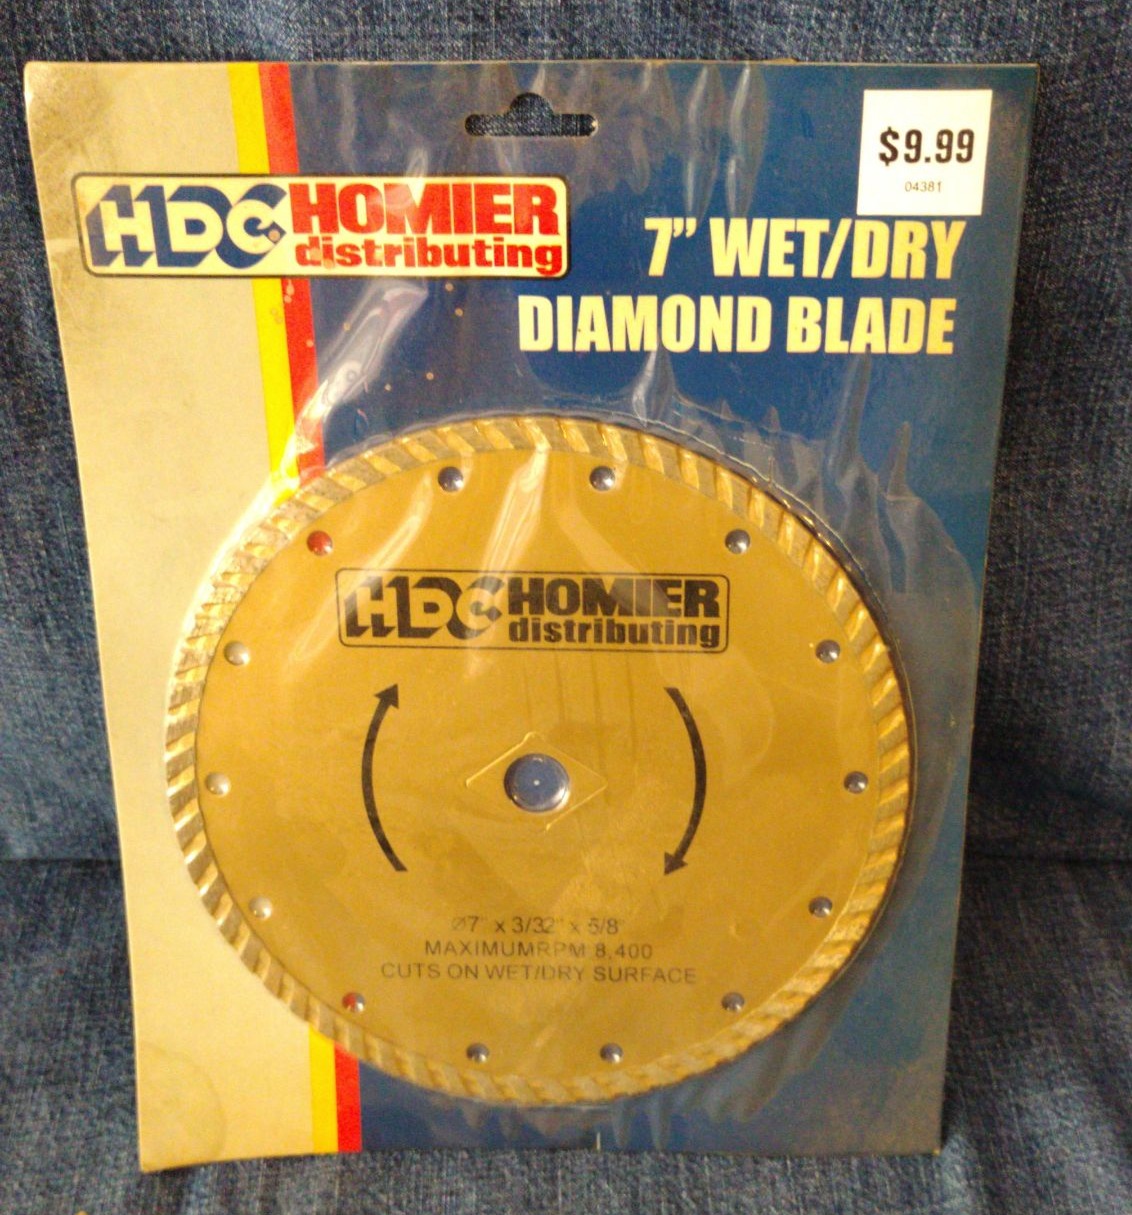 $9.99
04381
HDC HOMIER
distributing
7” WET/DRY
DIAMOND BLADE
HDC HOMIER
distributing
Ø7" x 3/32" x 5/8"
MAXIMUMRPM 8,400
CUTS ON WET/DRY SURFACE